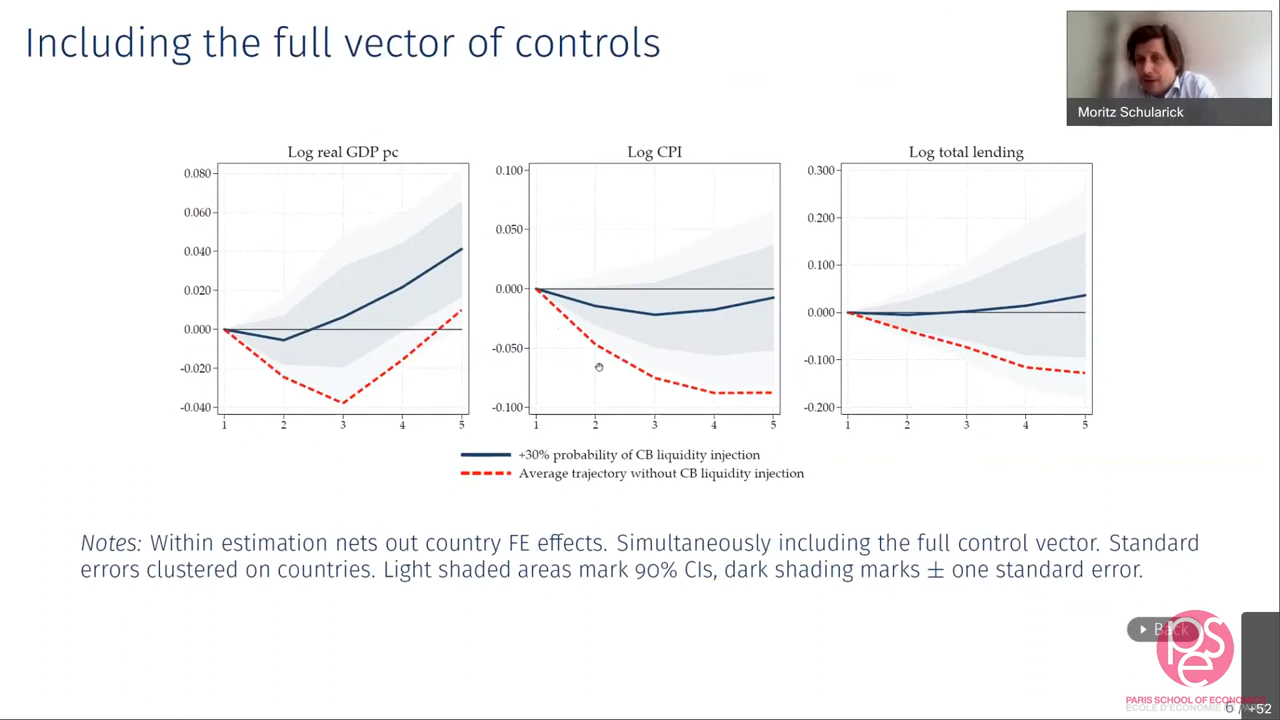 Including the full vector of controls
Moritz Schularick
Log real GDP pc
Log CPI
Log total lending
0.080
0.060
0.040
0.020
0.000
-0.020
-0.040
1 2 3 4 5
0.100
0.050
0.000
-0.050
-0.100
1 2 3 4 5
0.300
0.200
0.100
0.000
-0.100
-0.200
1 2 3 4 5
+30% probability of CB liquidity injection
Average trajectory without CB liquidity injection
Notes: Within estimation nets out country FE effects. Simultaneously including the full control vector. Standard
errors clustered on countries. Light shaded areas mark 90% CIs, dark shading marks ± one standard error.
Back
pse
PARIS SCHOOL OF ECONOMICS
ECOLE D'ECONOMIE DE
6 / +52